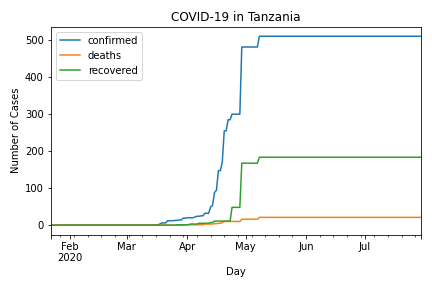 COVID-19 in Tanzania
confirmed
deaths
recovered
Number of Cases
500
400
300
200
100
0
Feb
2020
Mar
Apr
May
Jun
Jul
Day